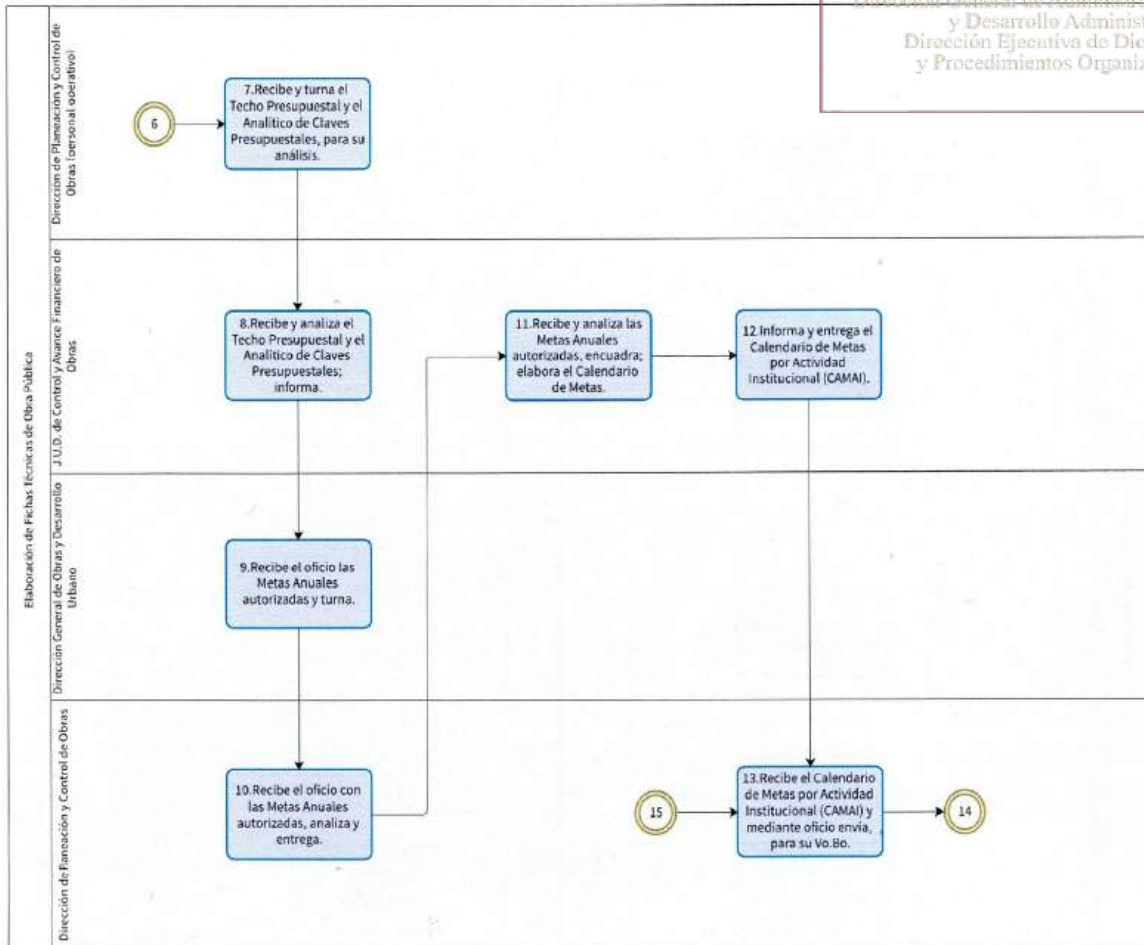 y Desarrollo Administ
Dirección Ejecutiva de Dic
y Procedimientos Organiz
Elaboración de Fichas Técnicas de Obra Pública
Dirección de Planeación y Control de
Obras (personal operativo)
6
7.Recibe y turna el
Techo Presupuestal y el
Analítico de Claves
Presupuestales, para su
análisis.
J.U.D. de Control y Avance Financiero de
Obras
8.Recibe y analiza el
Techo Presupuestal y el
Analítico de Claves
Presupuestales;
informa.
11.Recibe y analiza las
Metas Anuales
autorizadas, encuadra;
elabora el Calendario
de Metas.
12.Informa y entrega el
Calendario de Metas
por Actividad
Institucional (CAMAI).
Dirección General de Obras y Desarrollo
Urbano
9.Recibe el oficio las
Metas Anuales
autorizadas y turna.
Dirección de Planeación y Control de Obras
10.Recibe el oficio con
las Metas Anuales
autorizadas, analiza y
entrega.
15
13.Recibe el Calendario
de Metas por Actividad
Institucional (CAMAI) y
mediante oficio envía,
para su Vo.Bo.
14